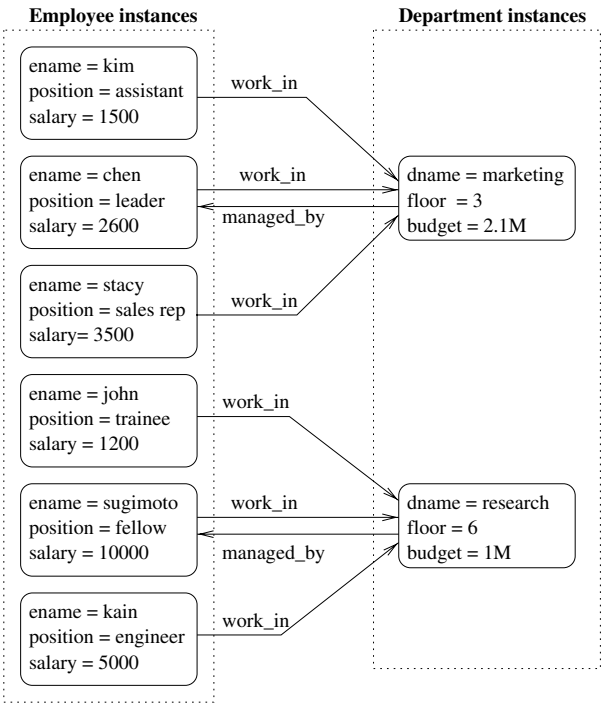 Employee instances
Department instances
ename = kim
position = assistant
salary = 1500
work_in
ename = chen
position = leader
salary = 2600
work_in
managed_by
dname = marketing
floor = 3
budget = 2.1M
ename = stacy
position = sales rep
salary= 3500
work_in
ename = john
position = trainee
salary = 1200
work_in
ename = sugimoto
position = fellow
salary = 10000
work_in
managed_by
dname = research
floor = 6
budget = 1M
ename = kain
position = engineer
salary = 5000
work_in